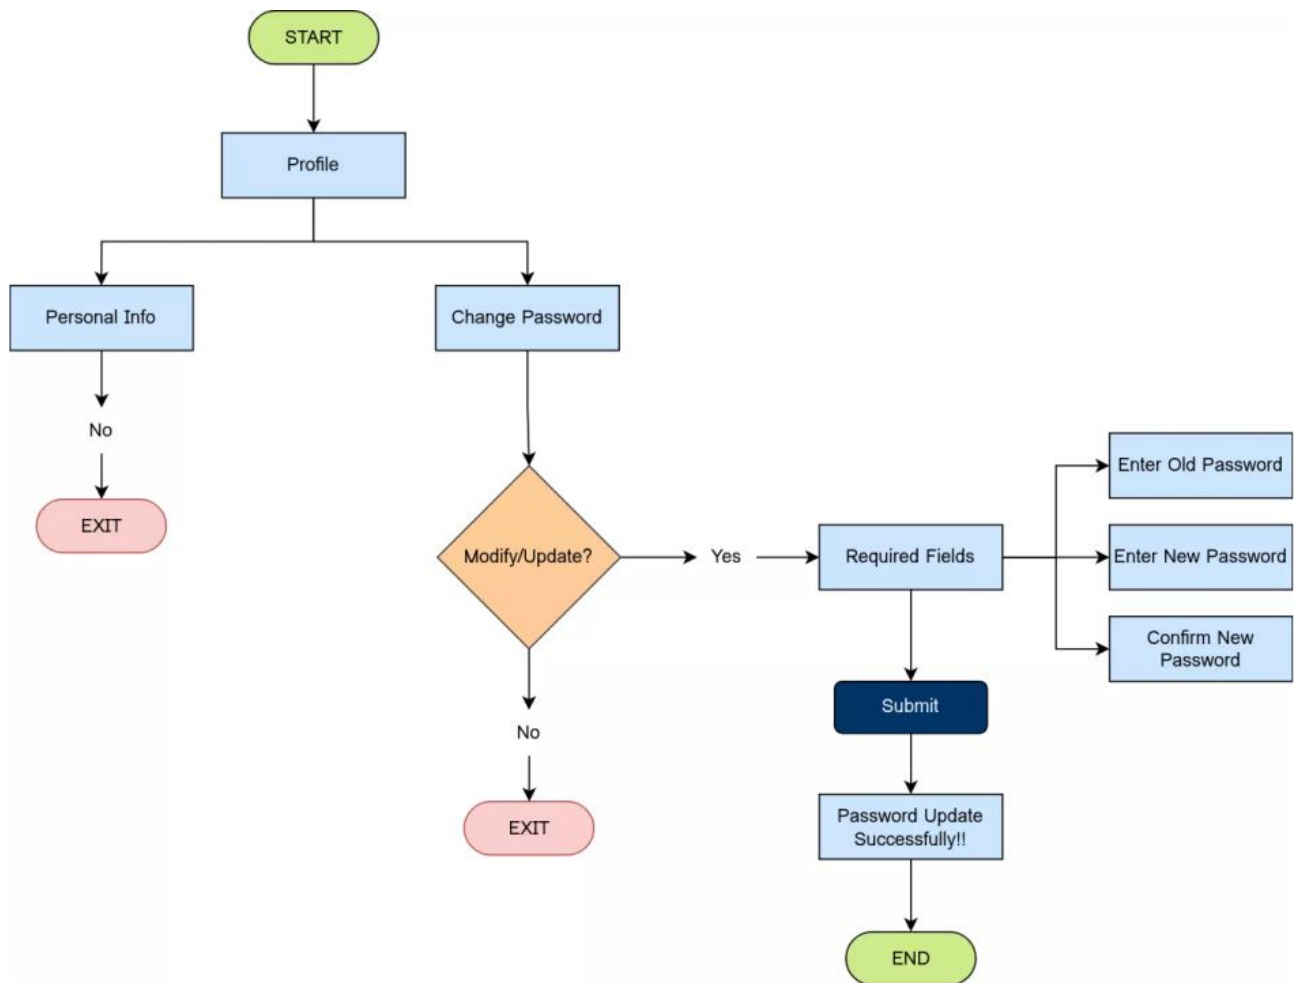 START
Profile
Personal Info
Change Password
No
EXIT
Modify/Update?
Yes
Required Fields
Enter Old Password
Enter New Password
Confirm New
Password
No
EXIT
Submit
Password Update
Successfully!!
END